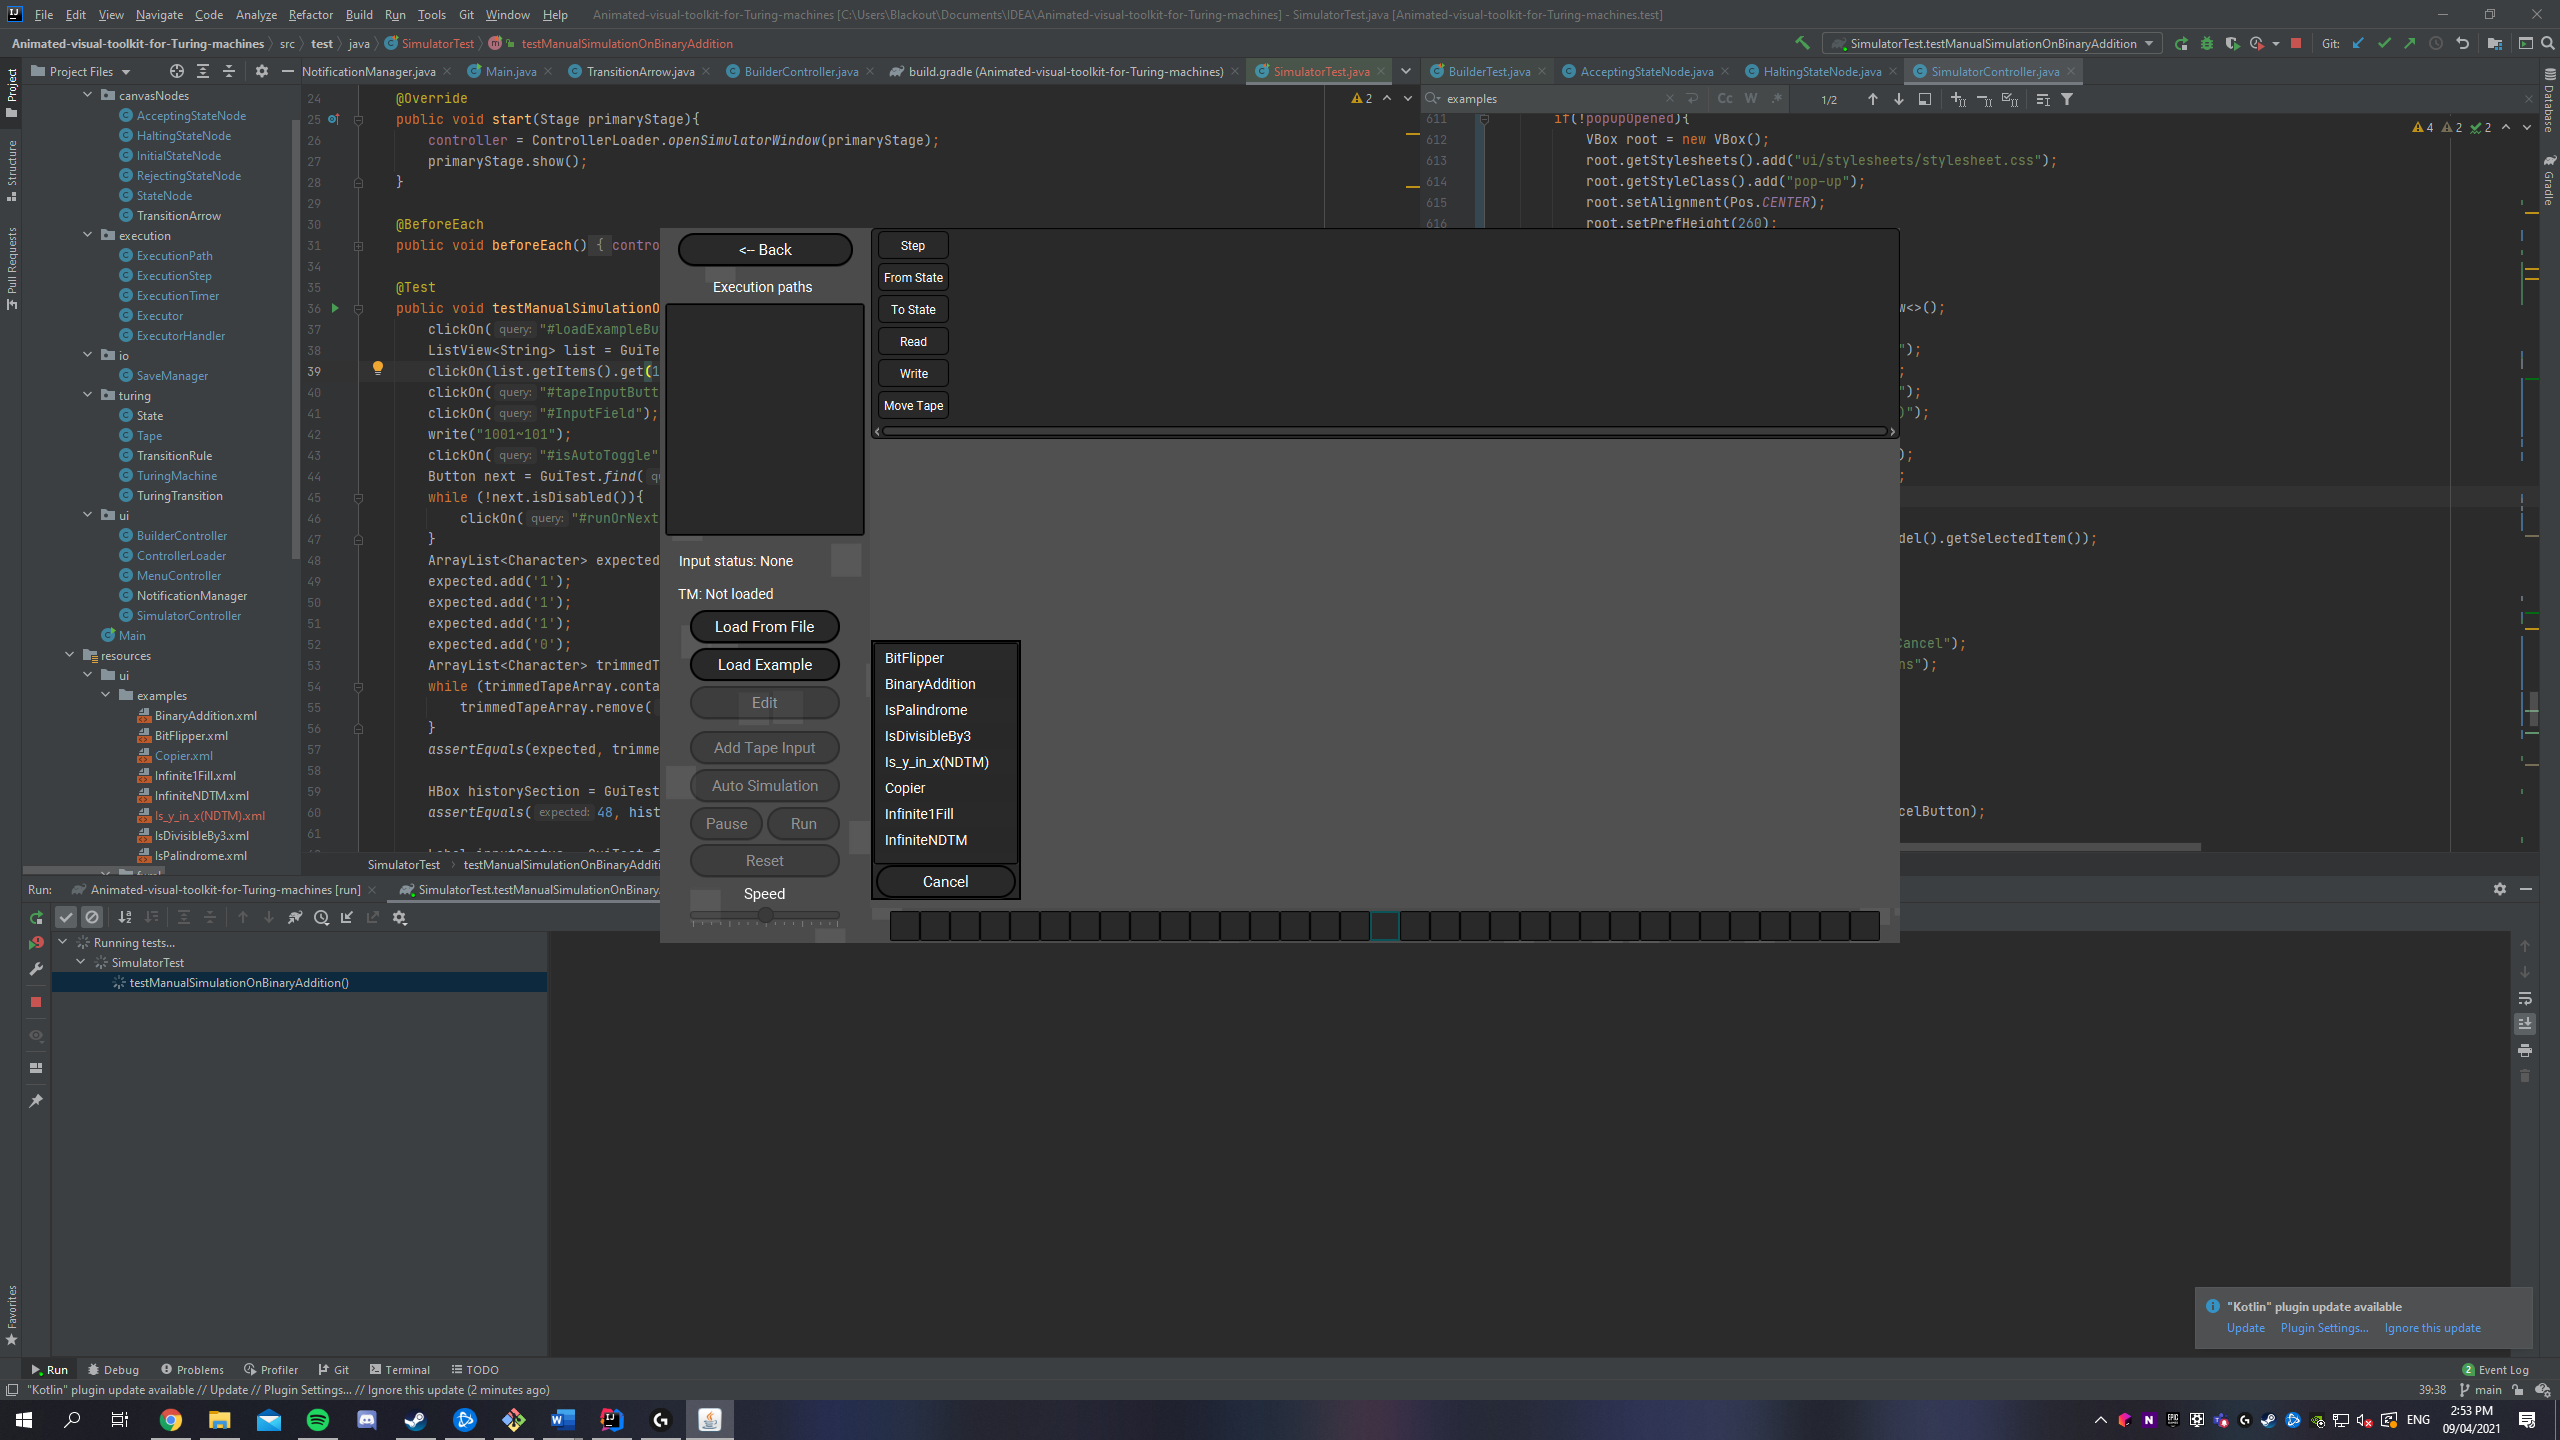 File Edit View Navigate Code Analyze Refactor Build Run Tools Git Window Help Animated-visual-toolkit-for-Turing-machines [C:\Users\Blackout\Documents\IDEA\Animated-visual-toolkit-for-Turing-machines] - SimulatorTest.java [Animated-visual-toolkit-for-Turing-machines.test]
Animated-visual-toolkit-for-Turing-machines src test java SimulatorTest testManualSimulationOnBinaryAddition
SimulatorTest.testManualSimulationOnBinaryAddition Git:
Project Files
NotificationManager.java Main.java TransitionArrow.java BuilderController.java build.gradle (Animated-visual-toolkit-for-Turing-machines) SimulatorTest.java
BuilderTest.java AcceptingStateNode.java HaltingStateNode.java SimulatorController.java
Project
Structure
Pull Requests
Favorites
Database
Gradle
canvasNodes
AcceptingStateNode
HaltingStateNode
InitialStateNode
RejectingStateNode
StateNode
TransitionArrow
execution
ExecutionPath
ExecutionStep
ExecutionTimer
Executor
ExecutorHandler
io
SaveManager
turing
State
Tape
TransitionRule
TuringMachine
TuringTransition
ui
BuilderController
ControllerLoader
MenuController
NotificationManager
SimulatorController
Main
resources
ui
examples
BinaryAddition.xml
BitFlipper.xml
Copier.xml
Infinite1Fill.xml
InfiniteNDTM.xml
Is_y_in_x(NDTM).xml
IsDivisibleBy3.xml
IsPalindrome.xml
2
24 @Override
25 public void start(Stage primaryStage){
26 controller = ControllerLoader.openSimulatorWindow(primaryStage);
27 primaryStage.show();
28 }
29
30 @BeforeEach
31 public void beforeEach() { contro
34
35 @Test
36 public void testManualSimulationO
37 clickOn( query: "#loadExampleBu
38 ListView<String> list = GuiTe
39 clickOn(list.getItems().get(1
40 clickOn( query: "#tapeInputButt
41 clickOn( query: "#InputField");
42 write("1001~101");
43 clickOn( query: "#isAutoToggle"
44 Button next = GuiTest.find(
45 while (!next.isDisabled()){
46 clickOn( query: "#runOrNext
47 }
48 ArrayList<Character> expected
49 expected.add('1');
50 expected.add('1');
51 expected.add('1');
52 expected.add('0');
53 ArrayList<Character> trimmedT
54 while (trimmedTapeArray.conta
55 trimmedTapeArray.remove(
56 }
57 assertEquals(expected, trimme
58
59 HBox historySection = GuiTest
60 assertEquals( expected: 48, hist
61
SimulatorTest testManualSimulationOnBinaryAdditi
examples Cc W .* 1/2
4 2 2
611 if(!popupOpened){
612 VBox root = new VBox();
613 root.getStylesheets().add("ui/stylesheets/stylesheet.css");
614 root.getStyleClass().add("pop-up");
615 root.setAlignment(Pos.CENTER);
616 root.setPrefHeight(260);
w<>();
");
;
");
)");
);
;
del().getSelectedItem());
Cancel");
ns");
celButton);
<-- Back
Execution paths
Input status: None
TM: Not loaded
Load From File
Load Example
Edit
Add Tape Input
Auto Simulation
Pause Run
Reset
Speed
Step
From State
To State
Read
Write
Move Tape
BitFlipper
BinaryAddition
IsPalindrome
IsDivisibleBy3
Is_y_in_x(NDTM)
Copier
Infinite1Fill
InfiniteNDTM
Cancel
Run: Animated-visual-toolkit-for-Turing-machines [run] SimulatorTest.testManualSimulationOnBinary
Running tests...
SimulatorTest
testManualSimulationOnBinaryAddition()
"Kotlin" plugin update available
Update Plugin Settings... Ignore this update
Run Debug Problems Profiler Git Terminal TODO 2 Event Log
"Kotlin" plugin update available // Update // Plugin Settings... // Ignore this update (2 minutes ago) 39:38 main
ENG
2:53 PM
09/04/2021